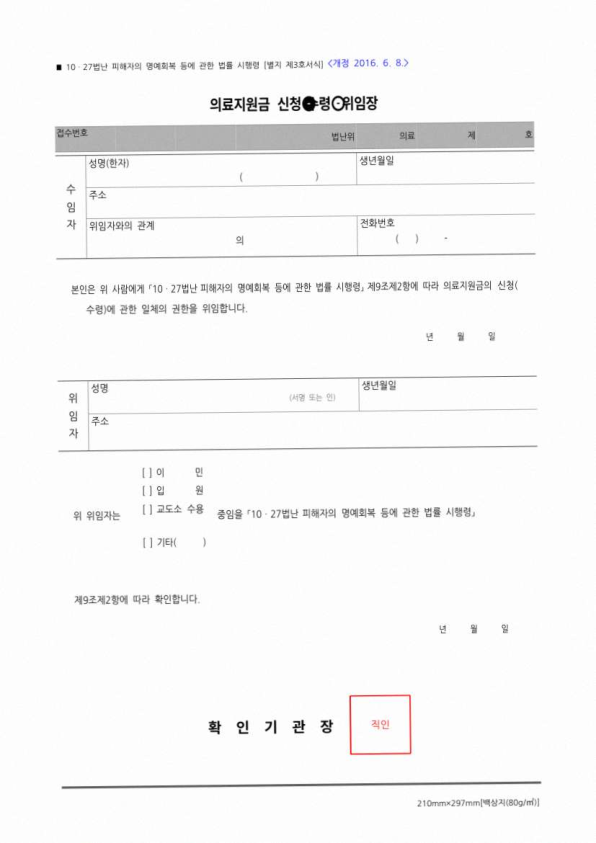 ■ 10·27법난 피해자의 명예회복 등에 관한 법률 시행령 [별지 제3호서식] <개정 2016. 6. 8.>
의료지원금 신청 령 위임장
접수번호 법난위 의료 제 호
수임자
성명(한자) ( )
생년월일
주소
위임자와의 관계 의
전화번호 ( ) -
본인은 위 사람에게 「10·27법난 피해자의 명예회복 등에 관한 법률 시행령」 제9조제2항에 따라 의료지원금의 신청(
수령)에 관한 일체의 권한을 위임합니다.
년 월 일
위임자
성명 (서명 또는 인)
생년월일
주소
[ ] 이 민
[ ] 입 원
위 위임자는 [ ] 교도소 수용 중임을 「10·27법난 피해자의 명예회복 등에 관한 법률 시행령」
[ ] 기타( )
제9조제2항에 따라 확인합니다.
년 월 일
확 인 기 관 장 직인
210mm×297mm[백상지(80g/㎡)]